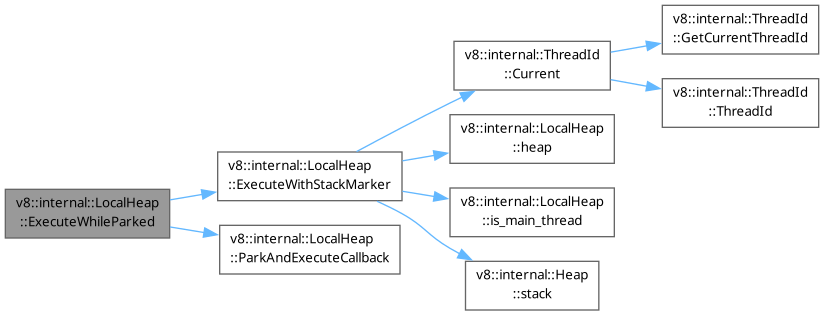 v8::internal::LocalHeap
::ExecuteWhileParked
v8::internal::LocalHeap
::ExecuteWithStackMarker
v8::internal::LocalHeap
::ParkAndExecuteCallback
v8::internal::ThreadId
::Current
v8::internal::LocalHeap
::heap
v8::internal::LocalHeap
::is_main_thread
v8::internal::Heap
::stack
v8::internal::ThreadId
::GetCurrentThreadId
v8::internal::ThreadId
::ThreadId